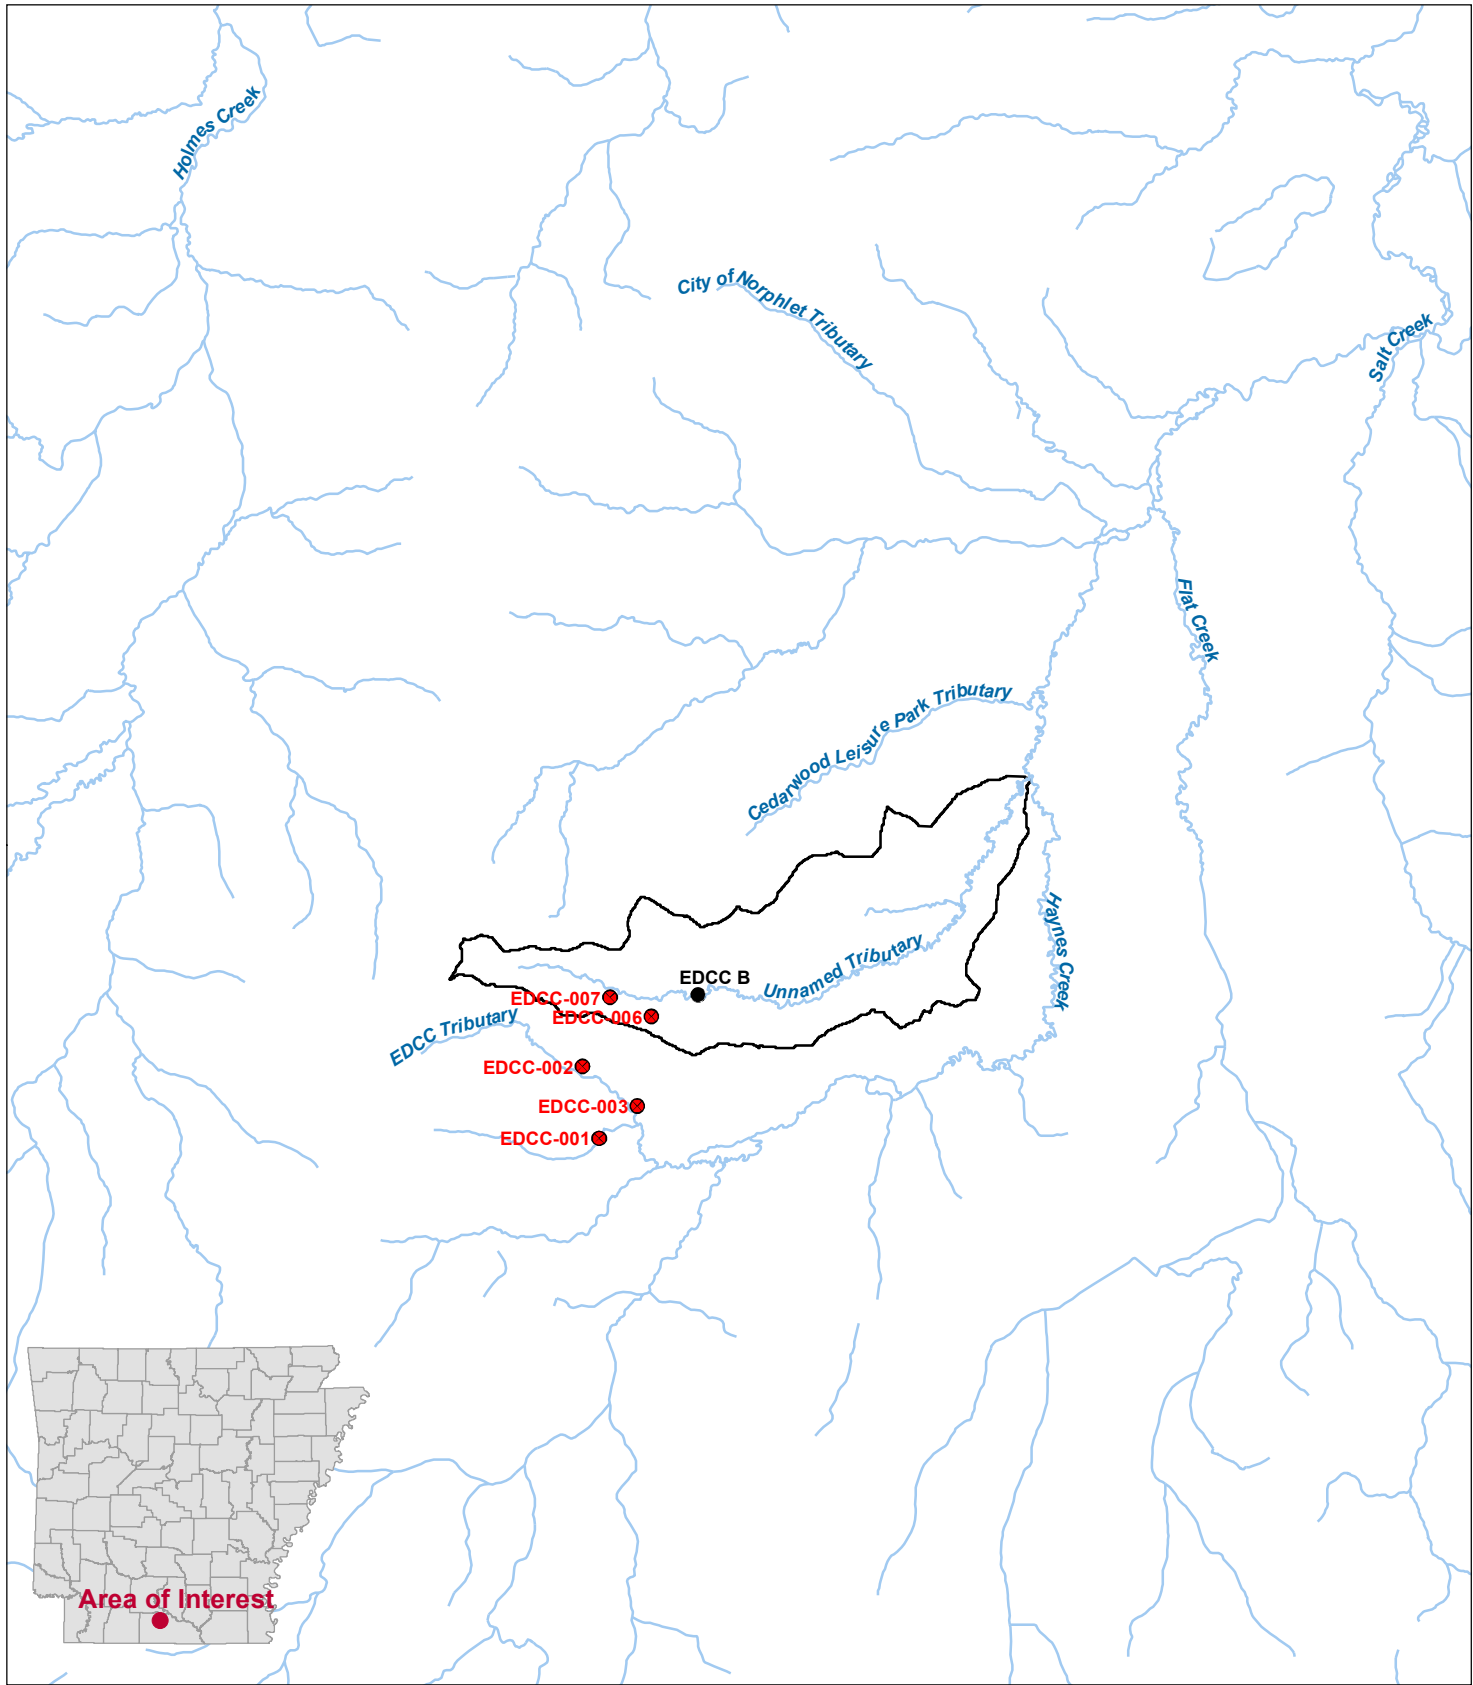 Holmes Creek
City of Norphlet Tributary
Salt Creek
Flat Creek
Cedarwood Leisure Park Tributary
Haynes Creek
Unnamed Tributary
EDCC B
EDCC-007
EDCC-006
EDCC Tributary
EDCC-002
EDCC-003
EDCC-001
Area of Interest